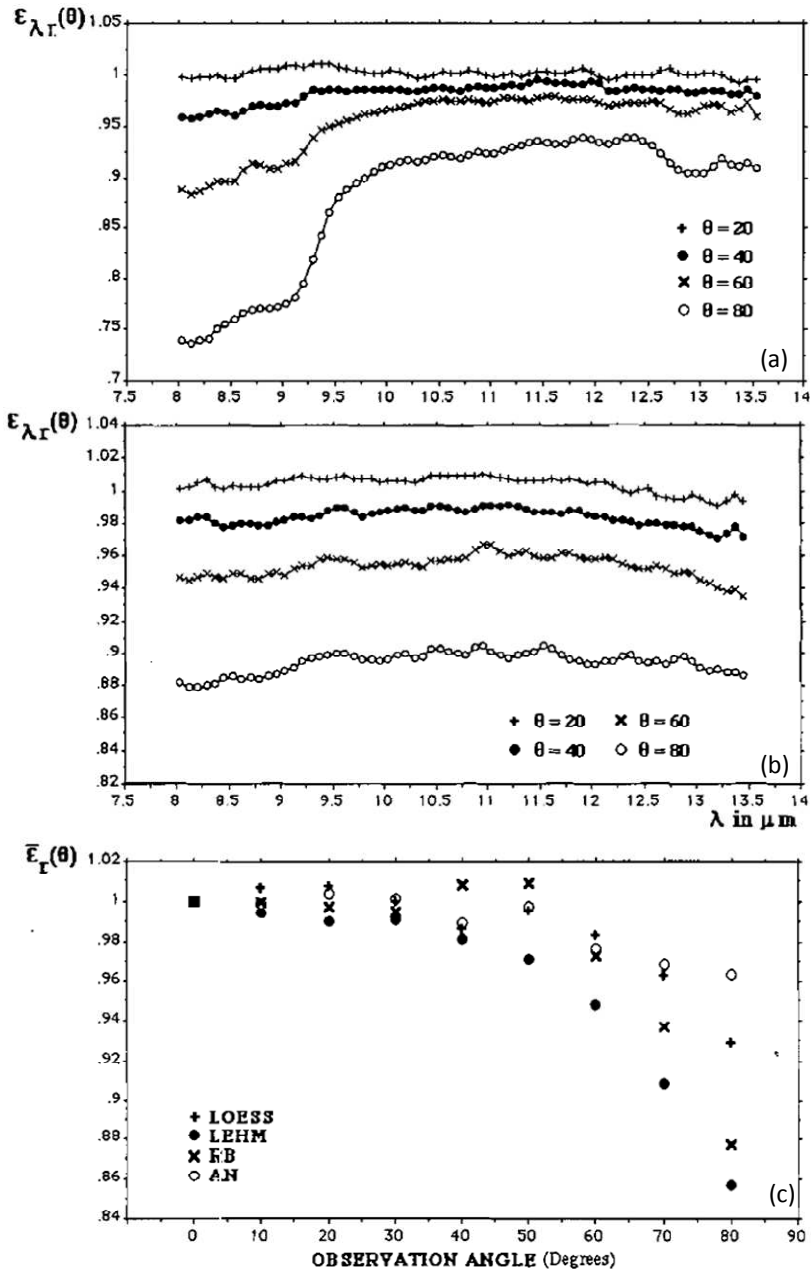 ε λr(θ)
1.05
1
.95
.9
.85
.8
.75
.7
+ θ = 20
● θ = 40
× θ = 60
○ θ = 80
(a)
7.5 8 8.5 9 9.5 10 10.5 11 11.5 12 12.5 13 13.5 14
ε λr(θ)
1.04
1.02
1
.98
.96
.94
.92
.9
.88
.86
.84
.82
+ θ = 20 × θ = 60
● θ = 40 ○ θ = 80
(b)
7.5 8 8.5 9 9.5 10 10.5 11 11.5 12 12.5 13 13.5 14
λ in μm
ε̄r(θ)
1.02
1
.98
.96
.94
.92
.9
.88
.86
.84
+ LOESS
● LEHM
× RB
○ AN
(c)
0 10 20 30 40 50 60 70 80 90
OBSERVATION ANGLE (Degrees)